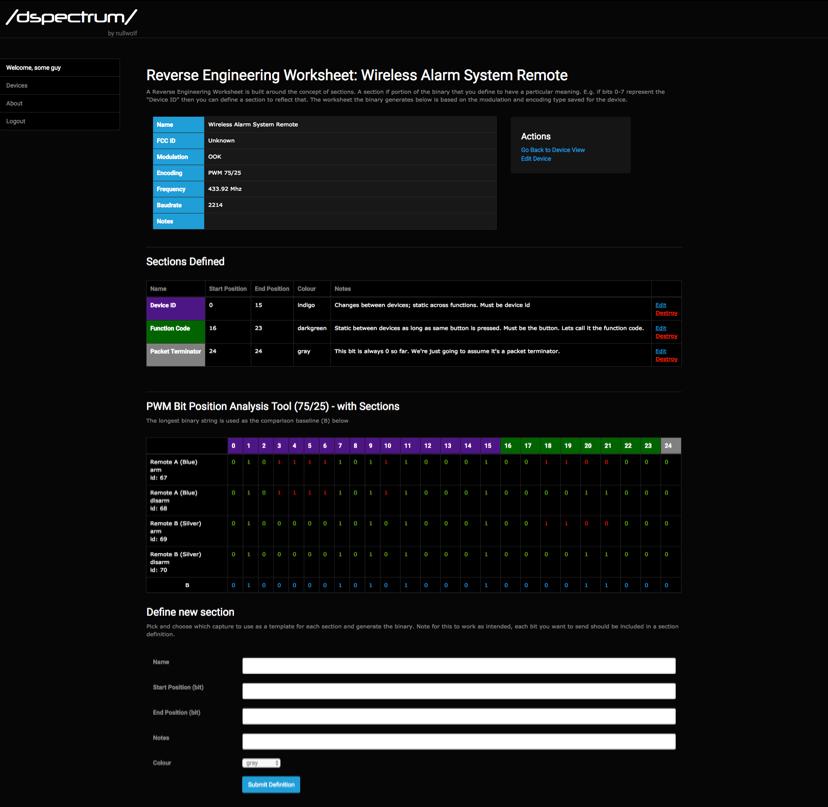 /dspectrum/
by nullwolf
Welcome, some guy
Devices
About
Logout
Reverse Engineering Worksheet: Wireless Alarm System Remote
A Reverse Engineering Worksheet is built around the concept of sections. A section if portion of the binary that you define to have a particular meaning. E.g. if bits 0-7 represent the
"Device ID" then you can define a section to reflect that. The worksheet the binary generates below is based on the modulation and encoding type saved for the device.
Name Wireless Alarm System Remote
FCC ID Unknown
Modulation OOK
Encoding PWM 75/25
Frequency 433.92 Mhz
Baudrate 2214
Notes
Actions
Go Back to Device View
Edit Device
Sections Defined
Name Start Position End Position Colour Notes
Device ID 0 15 indigo Changes between devices; static across functions. Must be device id Edit
Destroy
Function Code 16 23 darkgreen Static between devices as long as same button is pressed. Must be the button. Lets call it the function code. Edit
Destroy
Packet Terminator 24 24 gray This bit is always 0 so far. We're just going to assume it's a packet terminator. Edit
Destroy
PWM Bit Position Analysis Tool (75/25) - with Sections
The longest binary string is used as the comparison baseline (B) below
0 1 2 3 4 5 6 7 8 9 10 11 12 13 14 15 16 17 18 19 20 21 22 23 24
Remote A (Blue) 0 1 0 1 1 1 1 1 0 1 1 1 0 0 0 1 0 0 1 1 0 0 0 0 0
arm
id: 67
Remote A (Blue) 0 1 0 1 1 1 1 1 0 1 1 1 0 0 0 1 0 0 0 0 1 1 0 0 0
disarm
id: 68
Remote B (Silver) 0 1 0 0 0 0 0 1 0 1 0 1 0 0 0 1 0 0 1 1 0 0 0 0 0
arm
id: 69
Remote B (Silver) 0 1 0 0 0 0 0 1 0 1 0 1 0 0 0 1 0 0 0 0 1 1 0 0 0
disarm
id: 70
B 0 1 0 0 0 0 0 1 0 1 0 1 0 0 0 1 0 0 0 0 1 1 0 0 0
Define new section
Pick and choose which capture to use as a template for each section and generate the binary. Note for this to work as intended, each bit you want to send should be included in a section
definition.
Name
Start Position (bit)
End Position (bit)
Notes
Colour gray
Submit Definition